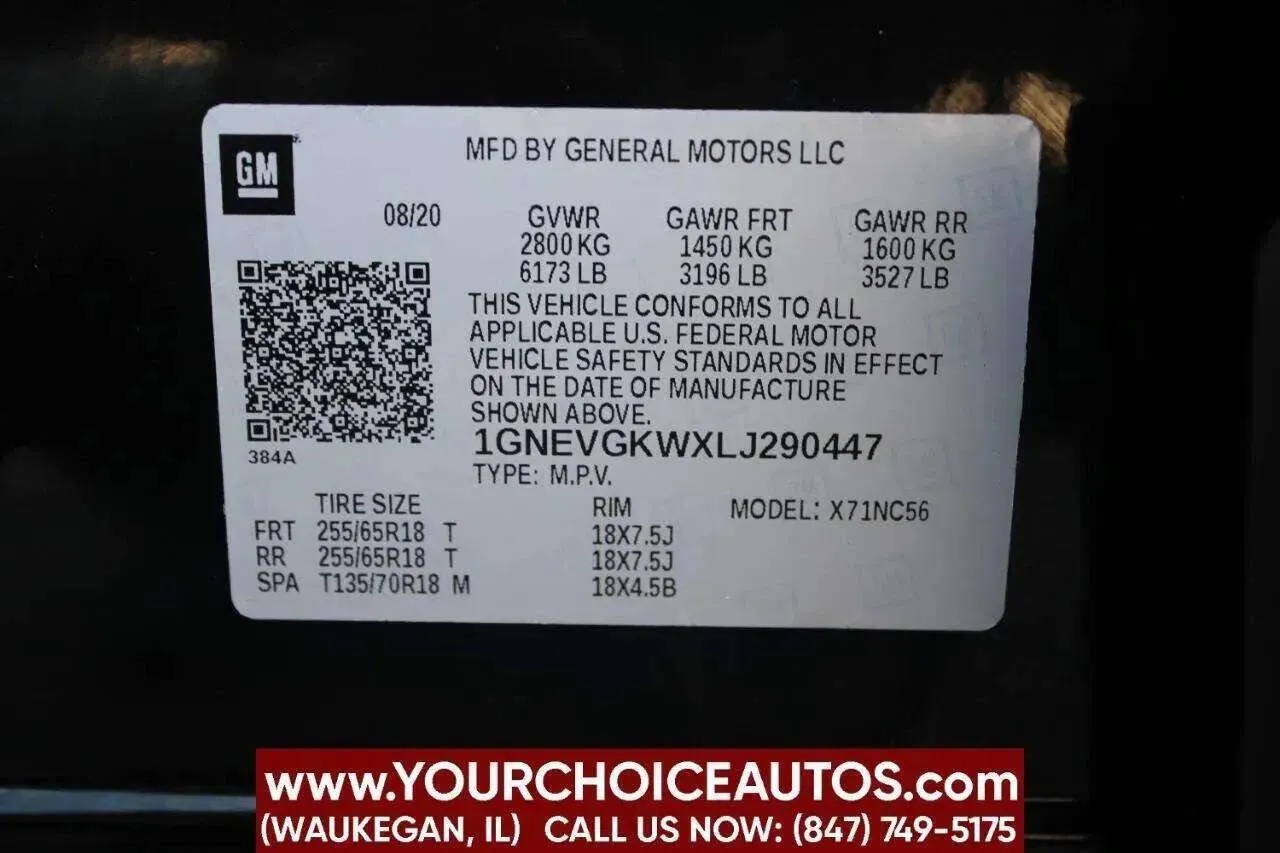 GM
MFD BY GENERAL MOTORS LLC
08/20 GVWR GAWR FRT GAWR RR
2800 KG 1450 KG 1600 KG
6173 LB 3196 LB 3527 LB
THIS VEHICLE CONFORMS TO ALL
APPLICABLE U.S. FEDERAL MOTOR
VEHICLE SAFETY STANDARDS IN EFFECT
ON THE DATE OF MANUFACTURE
SHOWN ABOVE.
1GNEVGKWXLJ290447
384A
TYPE: M.P.V.
TIRE SIZE RIM MODEL: X71NC56
FRT 255/65R18 T 18X7.5J
RR 255/65R18 T 18X7.5J
SPA T135/70R18 M 18X4.5B
www.YOURCHOICEAUTOS.com
(WAUKEGAN, IL) CALL US NOW: (847) 749-5175